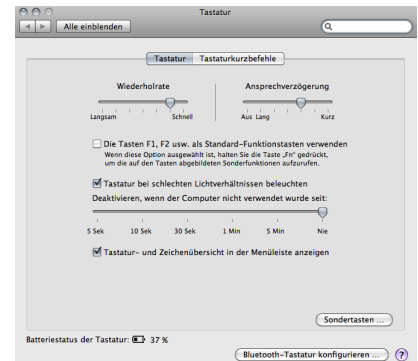 Tastatur
Alle einblenden
Tastatur Tastaturkurzbefehle
Wiederholrate Ansprechverzögerung
Langsam Schnell Aus Lang Kurz
Die Tasten F1, F2 usw. als Standard-Funktionstasten verwenden
Wenn diese Option ausgewählt ist, halten Sie die Taste „Fn“ gedrückt,
um die auf den Tasten abgebildeten Sonderfunktionen aufzurufen.
Tastatur bei schlechten Lichtverhältnissen beleuchten
Deaktivieren, wenn der Computer nicht verwendet wurde seit:
5 Sek 10 Sek 30 Sek 1 Min 5 Min Nie
Tastatur- und Zeichenübersicht in der Menüleiste anzeigen
Sondertasten ...
Batteriestatus der Tastatur: 37 %
Bluetooth-Tastatur konfigurieren ... ?